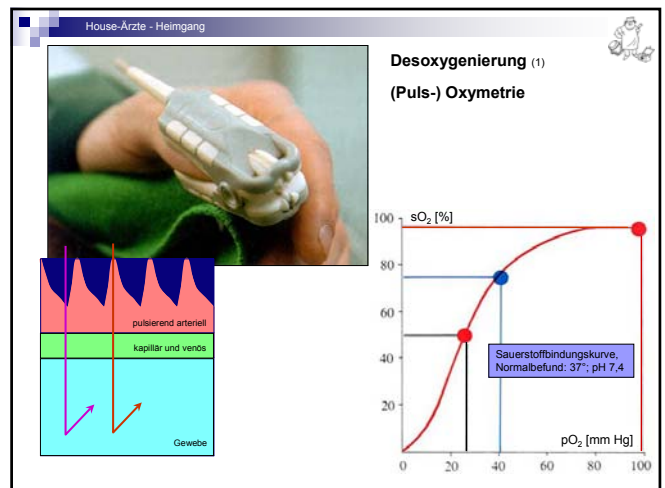 House-Ärzte - Heimgang
Desoxygenierung (1)
(Puls-) Oxymetrie
pulsierend arteriell
kapillär und venös
Gewebe
sO₂ [%]
100
80
60
40
20
Sauerstoffbindungskurve,
Normalbefund: 37°; pH 7,4
pO₂ [mm Hg]
0 20 40 60 80 100